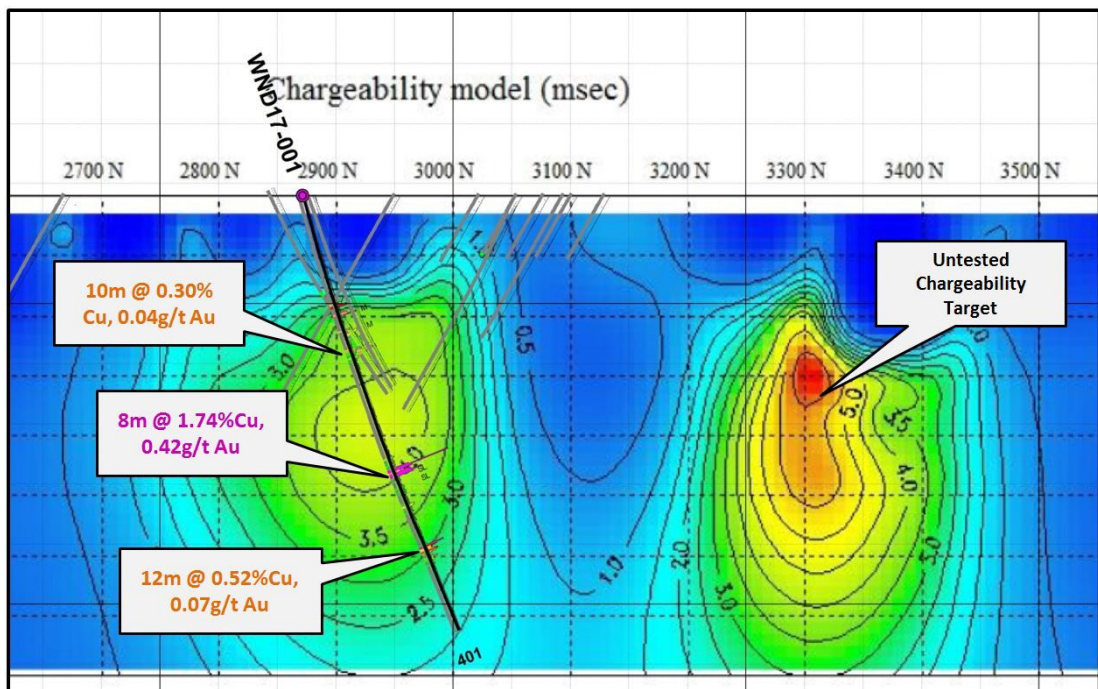 WND17-001
Chargeability model (msec)
2700 N 2800 N 2900 N 3000 N 3100 N 3200 N 3300 N 3400 N 3500 N
Untested
Chargeability
Target
10m @ 0.30%
Cu, 0.04g/t Au
8m @ 1.74%Cu,
0.42g/t Au
12m @ 0.52%Cu,
0.07g/t Au
0.5
3.0
5.0
3.5
4.0
3.0
3.5
1.0
2.0
5.0
3.0
2.5
401